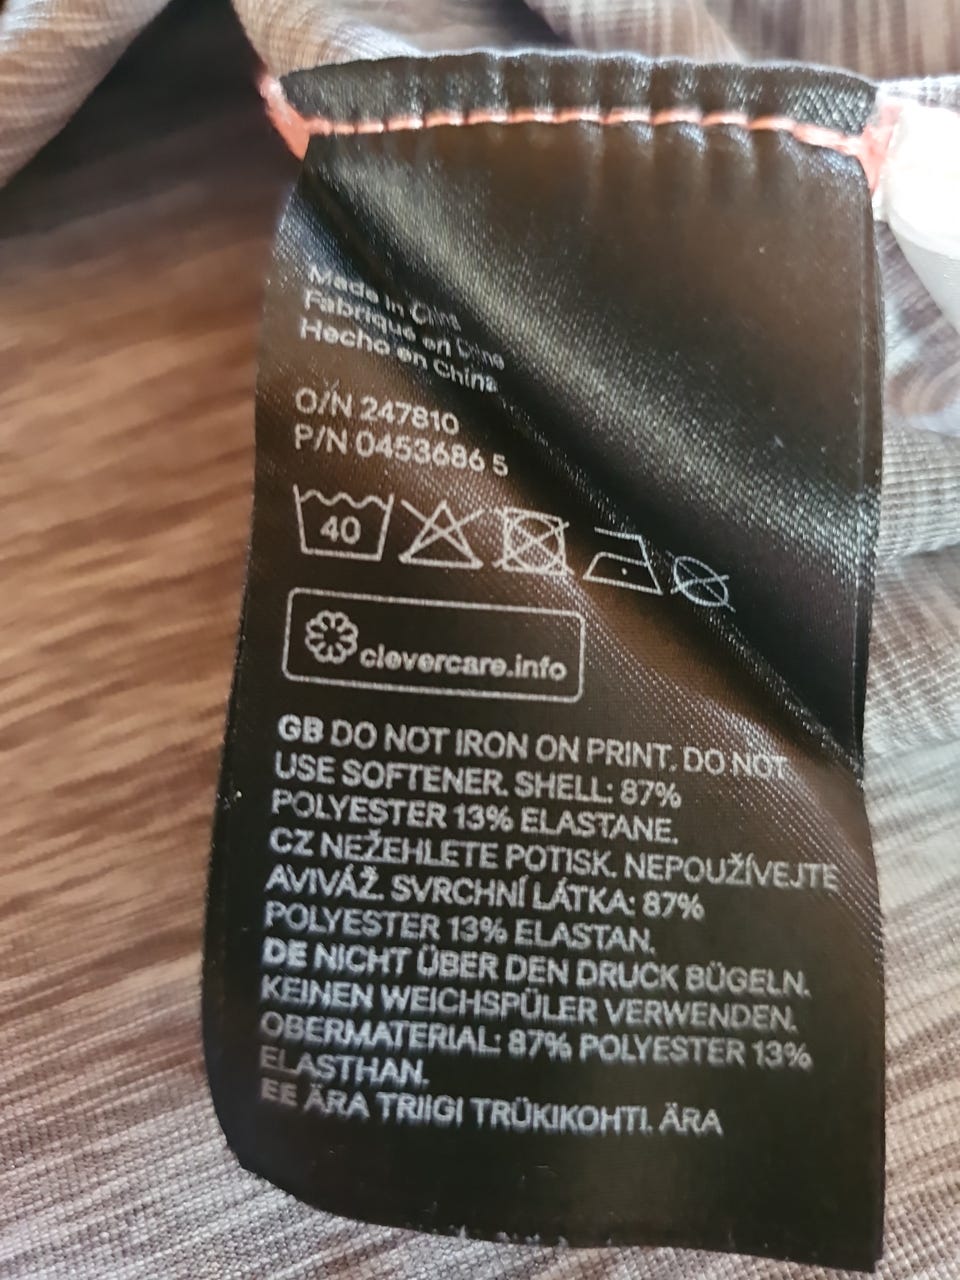 Made in China
Fabriqué en Chine
Hecho en China
O/N 247810
P/N 0453686 5
40
clevercare.info
GB DO NOT IRON ON PRINT. DO NOT
USE SOFTENER. SHELL: 87%
POLYESTER 13% ELASTANE.
CZ NEŽEHLETE POTISK. NEPOUŽÍVEJTE
AVIVÁŽ. SVRCHNÍ LÁTKA: 87%
POLYESTER 13% ELASTAN.
DE NICHT ÜBER DEN DRUCK BÜGELN.
KEINEN WEICHSPÜLER VERWENDEN.
OBERMATERIAL: 87% POLYESTER 13%
ELASTHAN.
EE ÄRA TRIIGI TRÜKIKOHTI. ÄRA